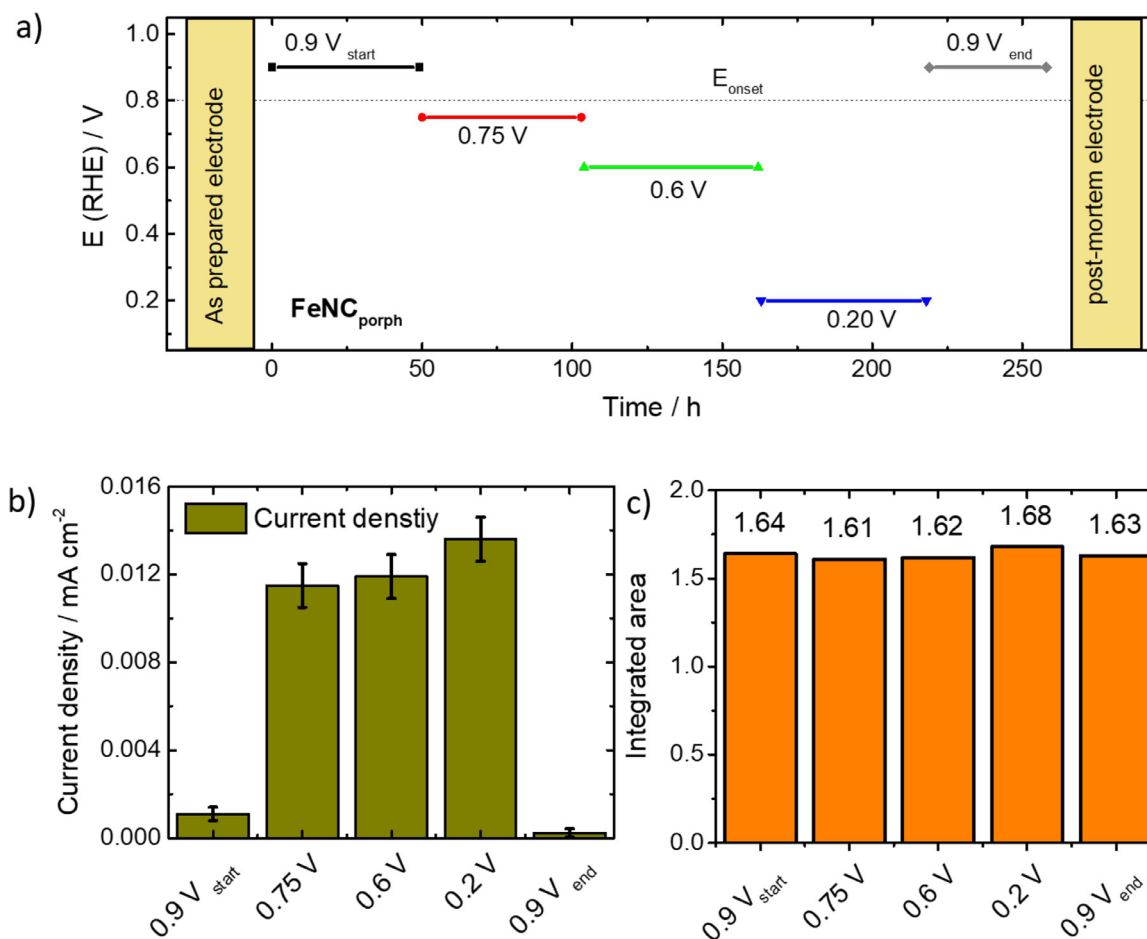 a)
E (RHE) / V
1.0
0.8
0.6
0.4
0.2
As prepared electrode
0.9 V start
0.9 V end
E onset
0.75 V
0.6 V
0.20 V
FeNCporph
post-mortem electrode
0 50 100 150 200 250
Time / h
b)
Current density / mA cm-2
0.016
0.012
0.008
0.004
0.000
Current denstiy
0.9 V start 0.75 V 0.6 V 0.2 V 0.9 V end
c)
Integrated area
2.0
1.5
1.0
0.5
0.0
1.64 1.61 1.62 1.68 1.63
0.9 V start 0.75 V 0.6 V 0.2 V 0.9 V end